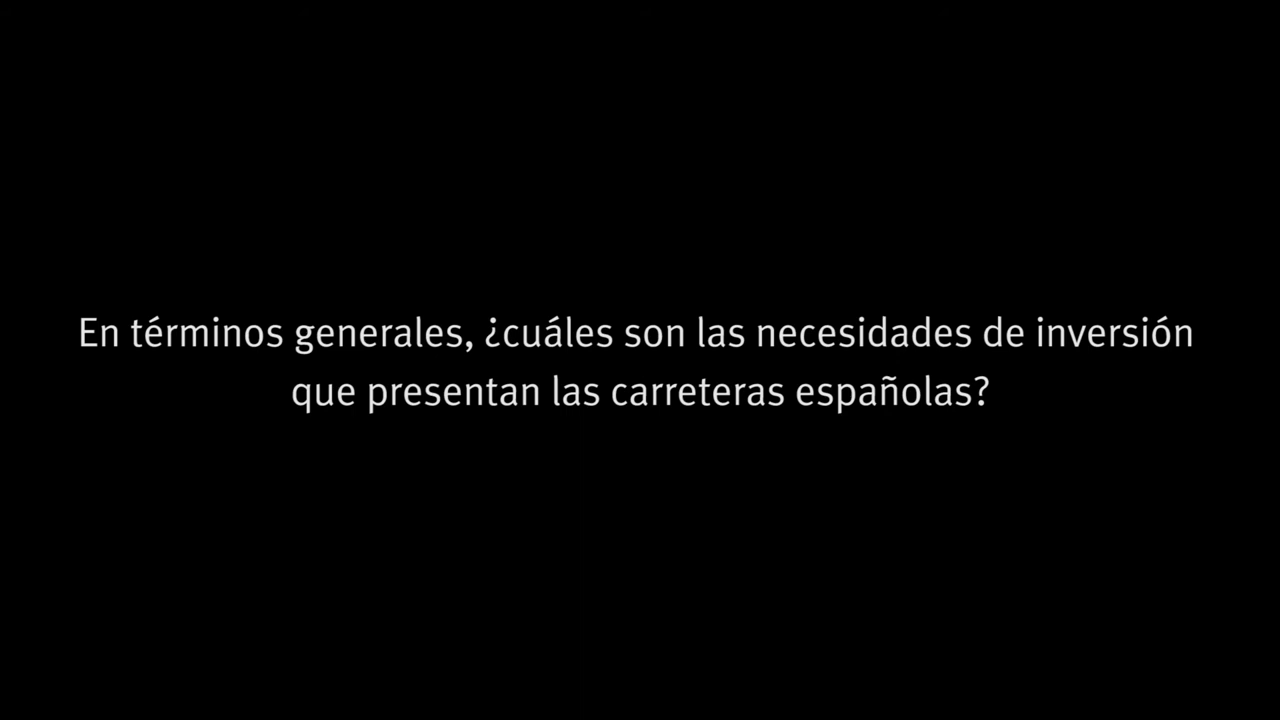 En términos generales, ¿cuáles son las necesidades de inversión
que presentan las carreteras españolas?